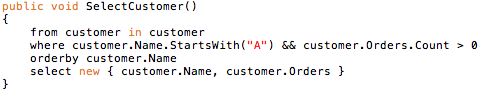 public void SelectCustomer()
{
    from customer in customer
    where customer.Name.StartsWith("A") && customer.Orders.Count > 0
    orderby customer.Name
    select new { customer.Name, customer.Orders }
}